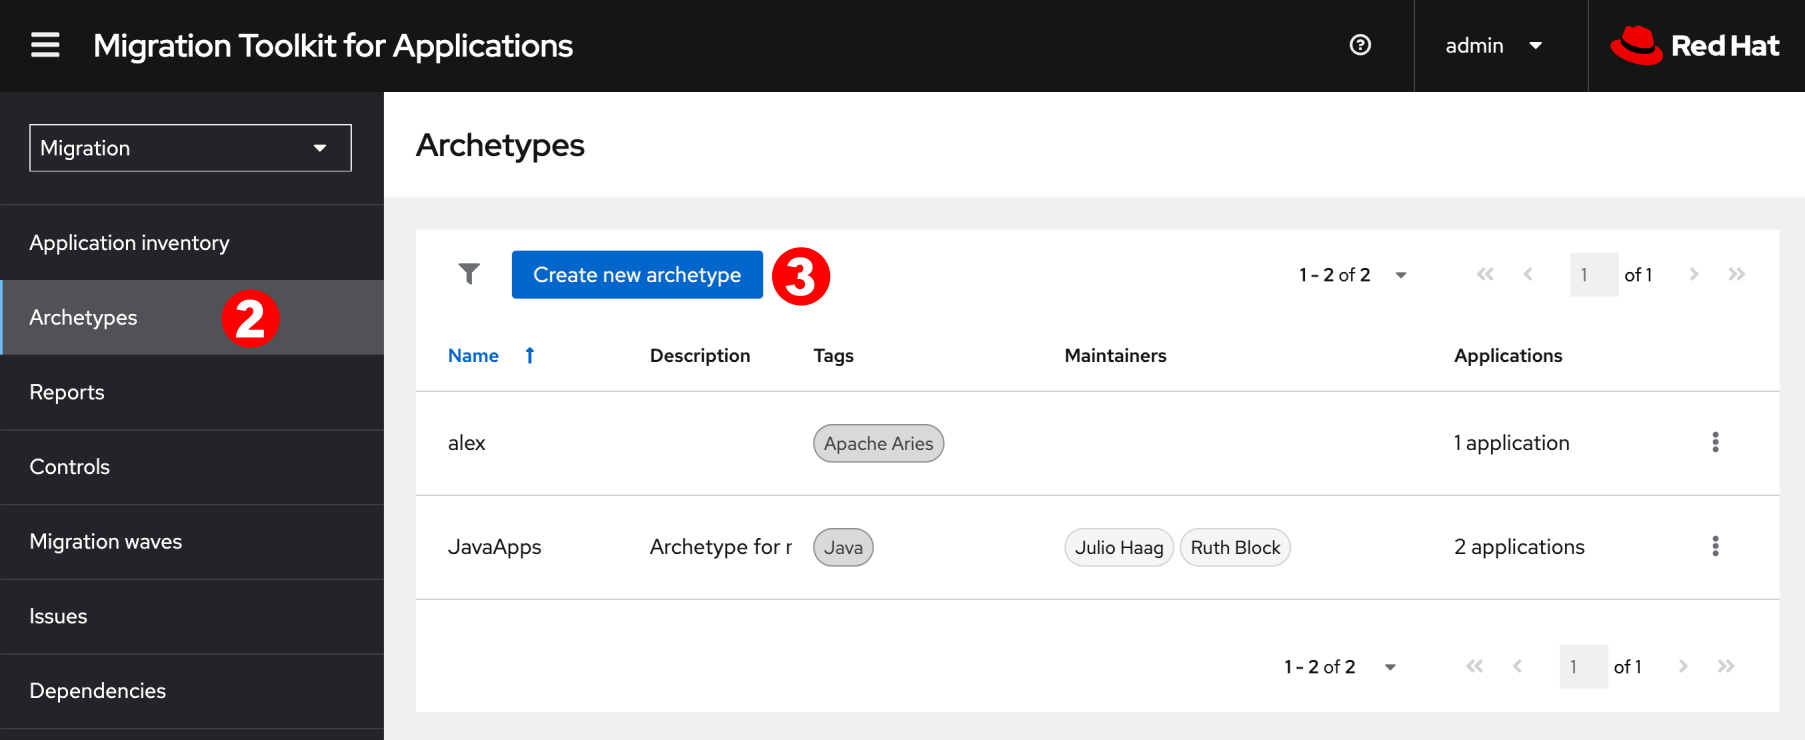 Migration Toolkit for Applications
admin
Red Hat
Migration
Application inventory
Archetypes
2
Reports
Controls
Migration waves
Issues
Dependencies
Archetypes
Create new archetype
3
1 - 2 of 2
1 of 1
Name Description Tags Maintainers Applications
alex Apache Aries 1 application
JavaApps Archetype for r Java Julio Haag Ruth Block 2 applications
1 - 2 of 2
1 of 1